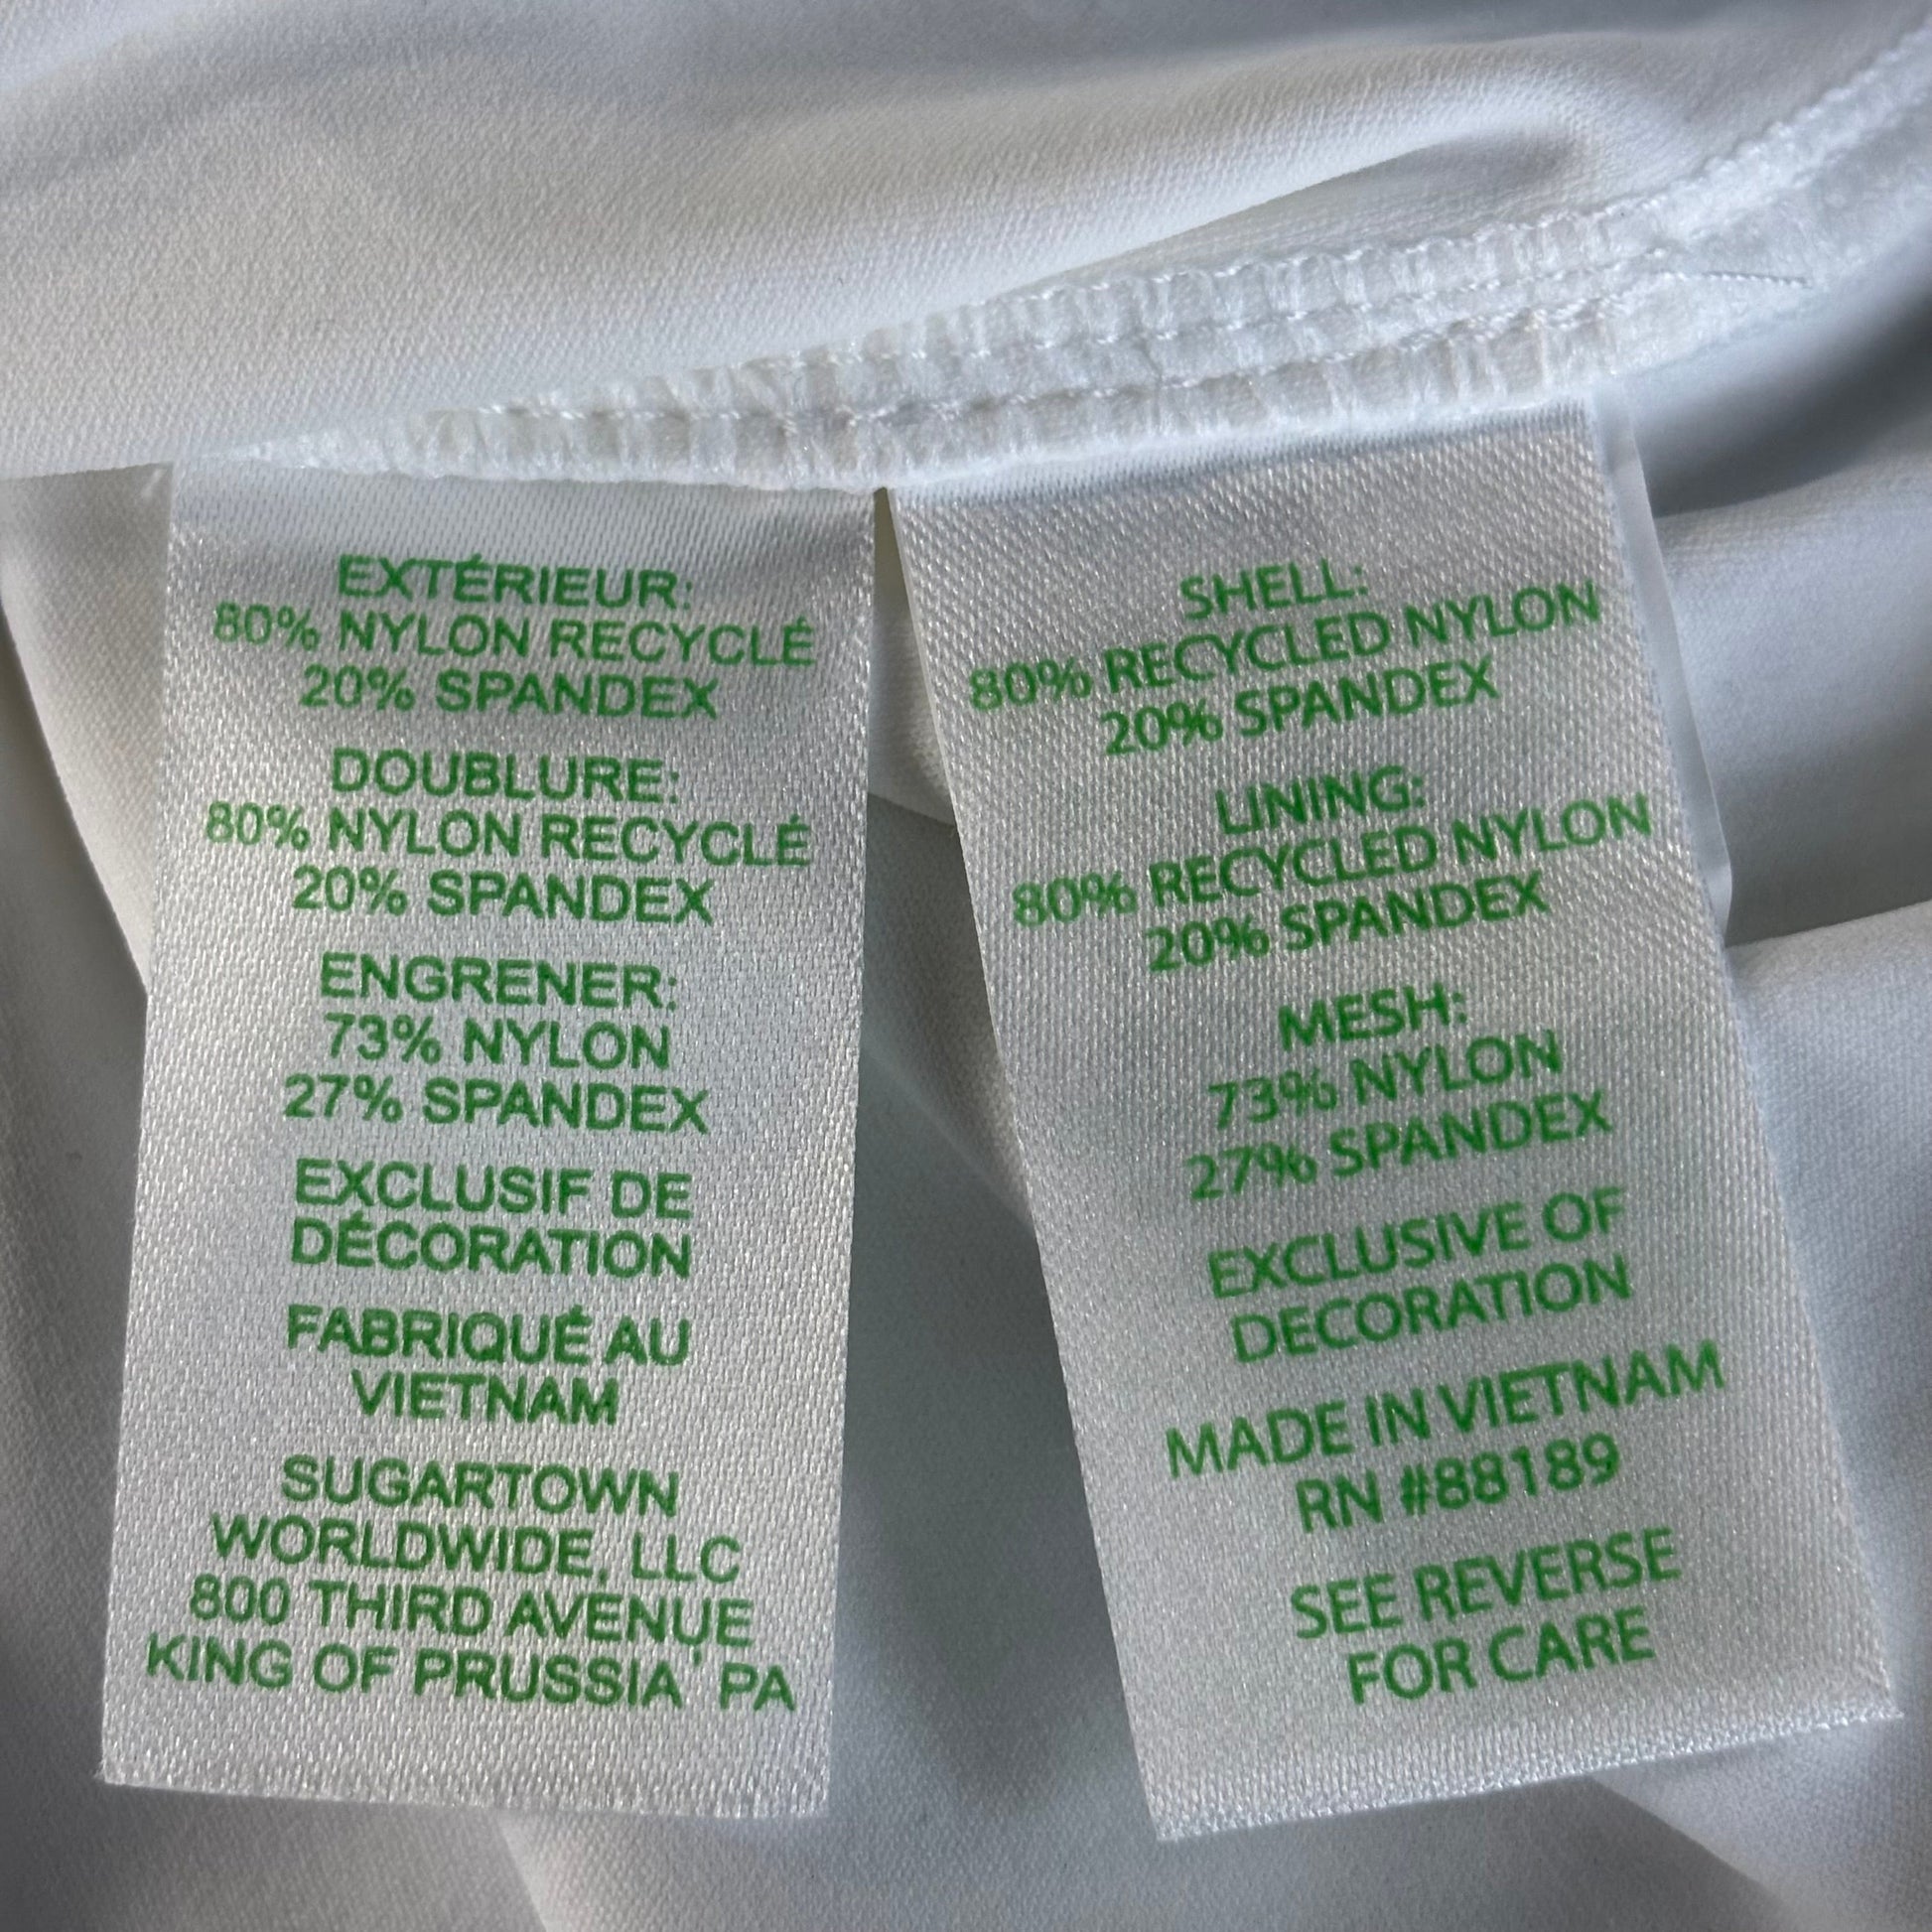 EXTÉRIEUR:
80% NYLON RECYCLÉ
20% SPANDEX
DOUBLURE:
80% NYLON RECYCLÉ
20% SPANDEX
ENGRENER:
73% NYLON
27% SPANDEX
EXCLUSIF DE
DÉCORATION
FABRIQUÉ AU
VIETNAM
SUGARTOWN
WORLDWIDE, LLC
800 THIRD AVENUE
KING OF PRUSSIA, PA
SHELL:
80% RECYCLED NYLON
20% SPANDEX
LINING:
80% RECYCLED NYLON
20% SPANDEX
MESH:
73% NYLON
27% SPANDEX
EXCLUSIVE OF
DECORATION
MADE IN VIETNAM
RN #88189
SEE REVERSE
FOR CARE